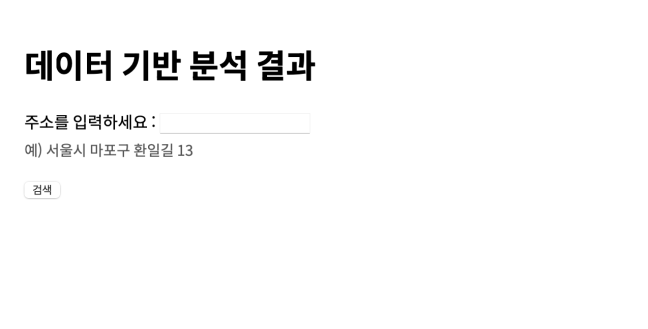 데이터 기반 분석 결과
주소를 입력하세요 :
예) 서울시 마포구 환일길 13
검색